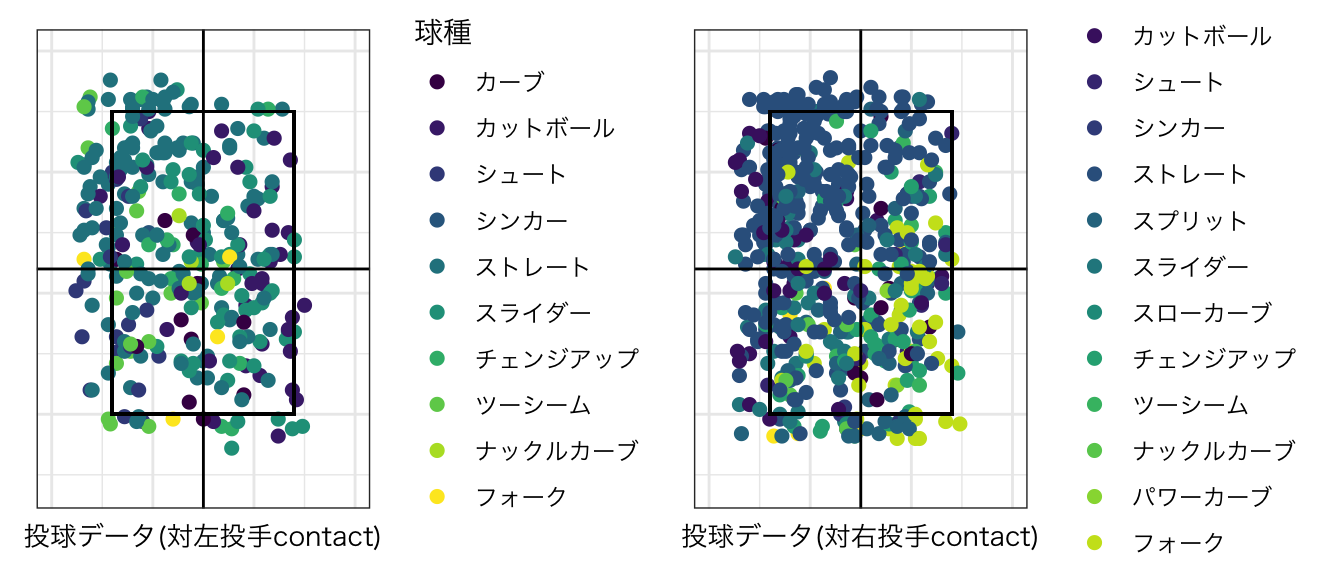 球種
カーブ
カットボール
シュート
シンカー
ストレート
スライダー
チェンジアップ
ツーシーム
ナックルカーブ
フォーク
投球データ(対左投手contact)
カットボール
シュート
シンカー
ストレート
スプリット
スライダー
スローカーブ
チェンジアップ
ツーシーム
ナックルカーブ
パワーカーブ
フォーク
投球データ(対右投手contact)